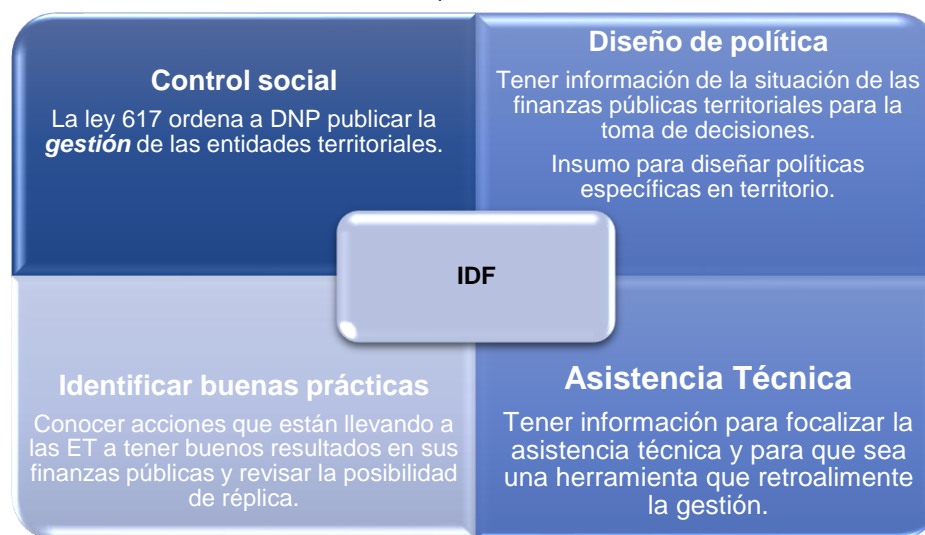 Control social
La ley 617 ordena a DNP publicar la
gestión de las entidades territoriales.
Diseño de política
Tener información de la situación de las
finanzas públicas territoriales para la
toma de decisiones.
Insumo para diseñar políticas
específicas en territorio.
IDF
Identificar buenas prácticas
Conocer acciones que están llevando a
las ET a tener buenos resultados en sus
finanzas públicas y revisar la posibilidad
de réplica.
Asistencia Técnica
Tener información para focalizar la
asistencia técnica y para que sea
una herramienta que retroalimente
la gestión.